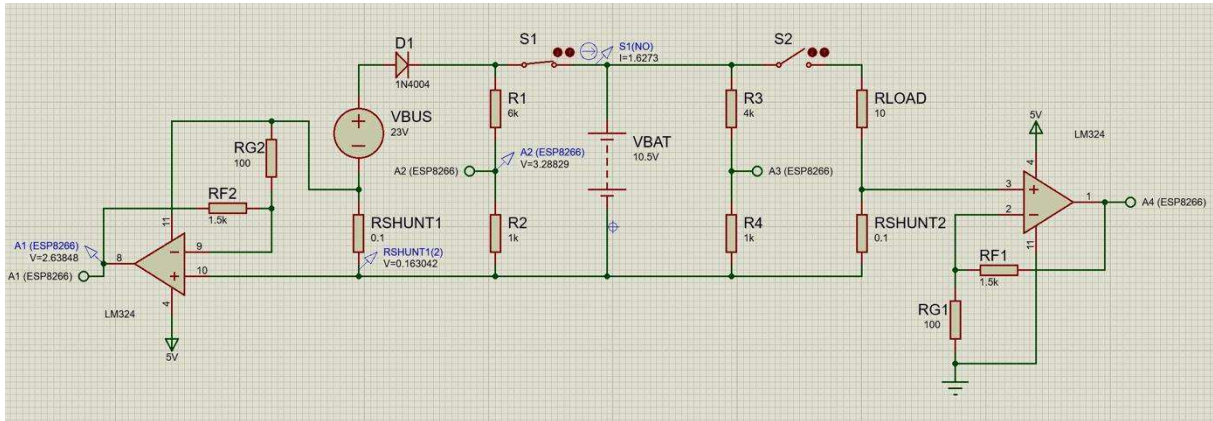 D1
1N4004
S1
S1(NO)
I=1.6273
S2
VBUS
23V
R1
6k
R3
4k
RLOAD
10
5V
LM324
RG2
100
VBAT
10.5V
A2 (ESP8266)
A2 (ESP8266)
V=3.28829
A3 (ESP8266)
4
3
1
2
11
A4 (ESP8266)
RF2
1.5k
11
RSHUNT1
0.1
R2
1k
R4
1k
RSHUNT2
0.1
A1 (ESP8266)
V=2.63848
8
9
10
4
A1 (ESP8266)
RSHUNT1(2)
V=0.163042
RF1
1.5k
RG1
100
LM324
5V